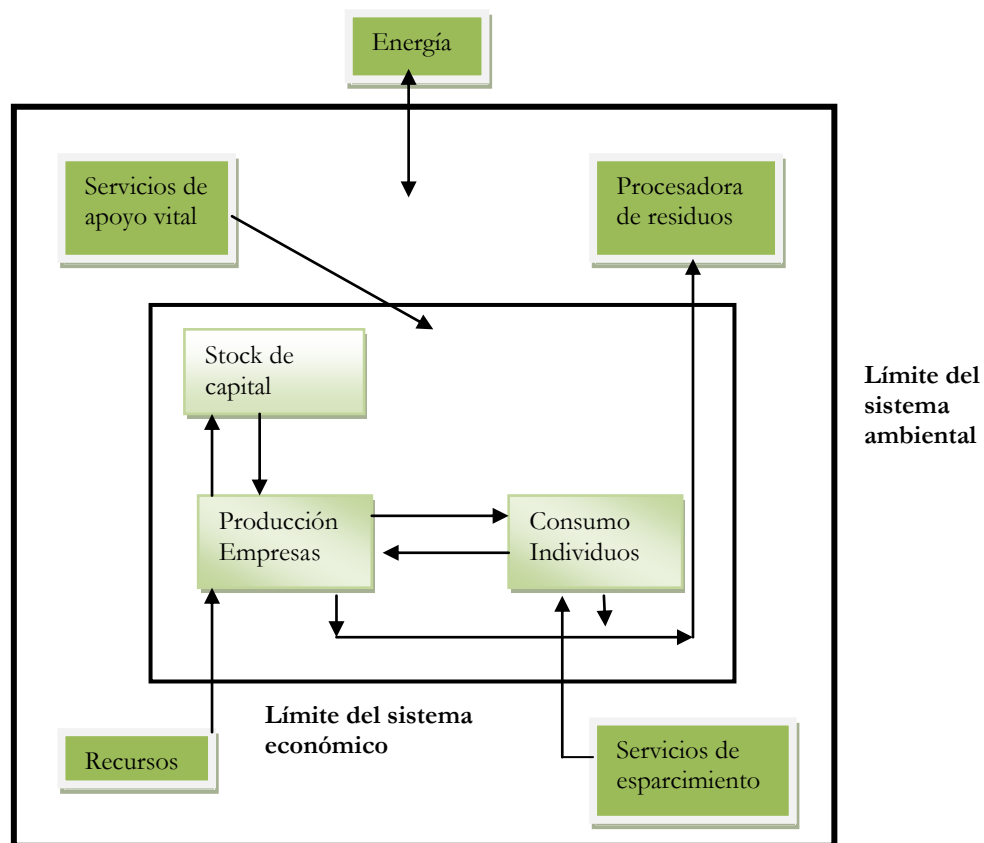 Energía
Servicios de
apoyo vital
Procesadora
de residuos
Stock de
capital
Límite del
sistema
ambiental
Producción
Empresas
Consumo
Individuos
Límite del sistema
económico
Recursos
Servicios de
esparcimiento